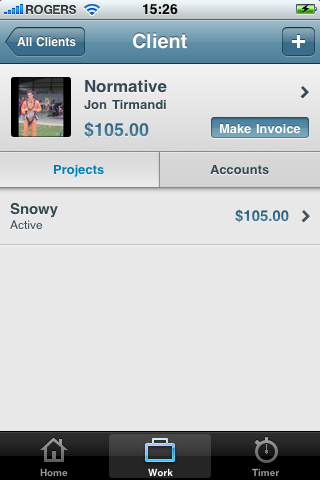 ROGERS 15:26
All Clients Client +
Normative
Jon Tirmandi
$105.00 Make Invoice
Projects Accounts
Snowy $105.00
Active
Home Work Timer